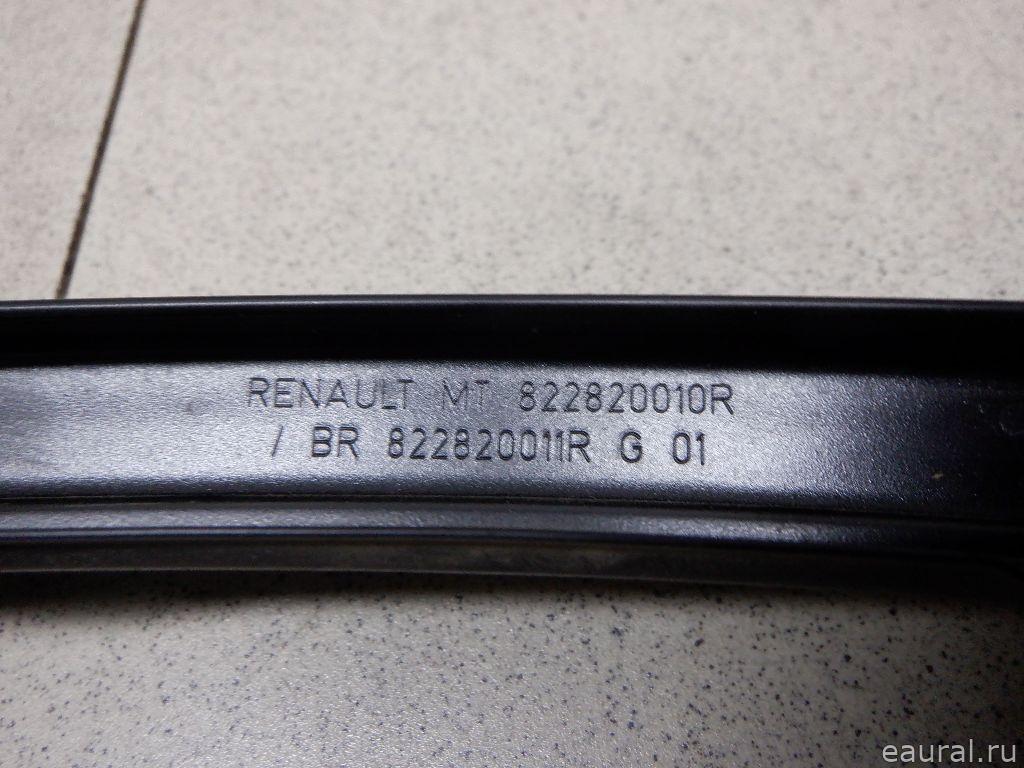 RENAULT MT 822820010R
/ BR 822820011R G 01
eaural.ru